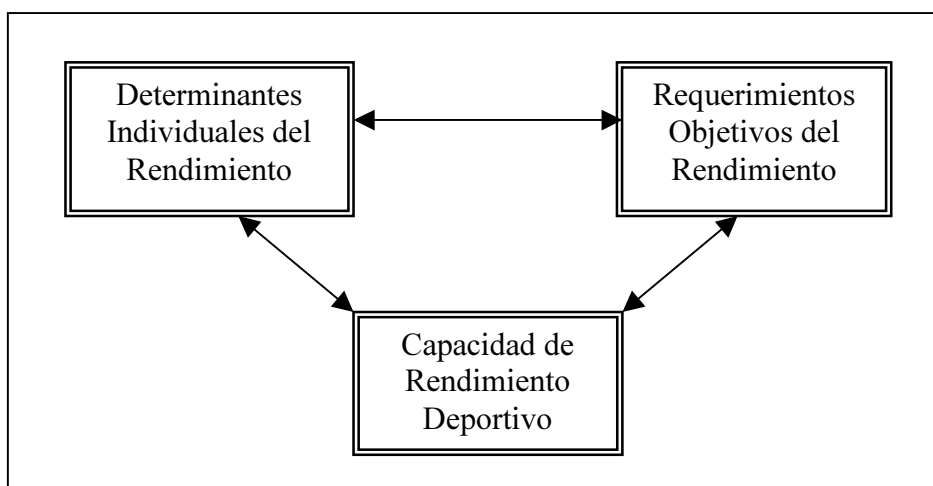 Determinantes
Individuales del
Rendimiento
Requerimientos
Objetivos del
Rendimiento
Capacidad de
Rendimiento
Deportivo